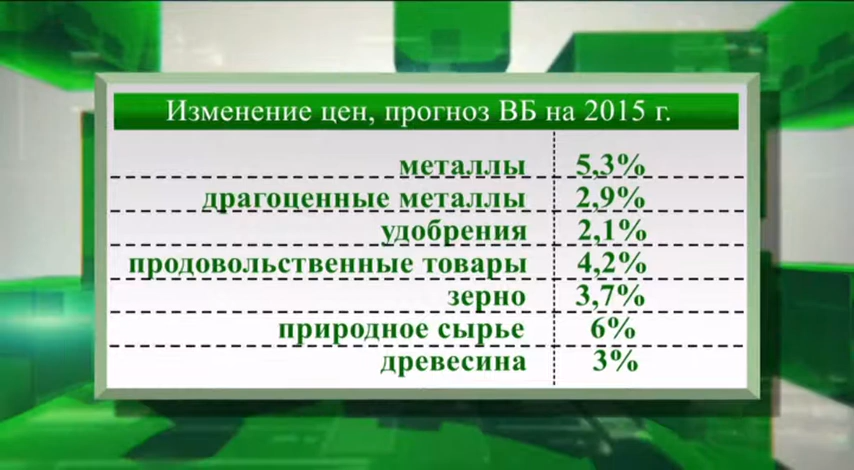 Изменение цен, прогноз ВБ на 2015 г.
металлы 5,3%
драгоценные металлы 2,9%
удобрения 2,1%
продовольственные товары 4,2%
зерно 3,7%
природное сырье 6%
древесина 3%